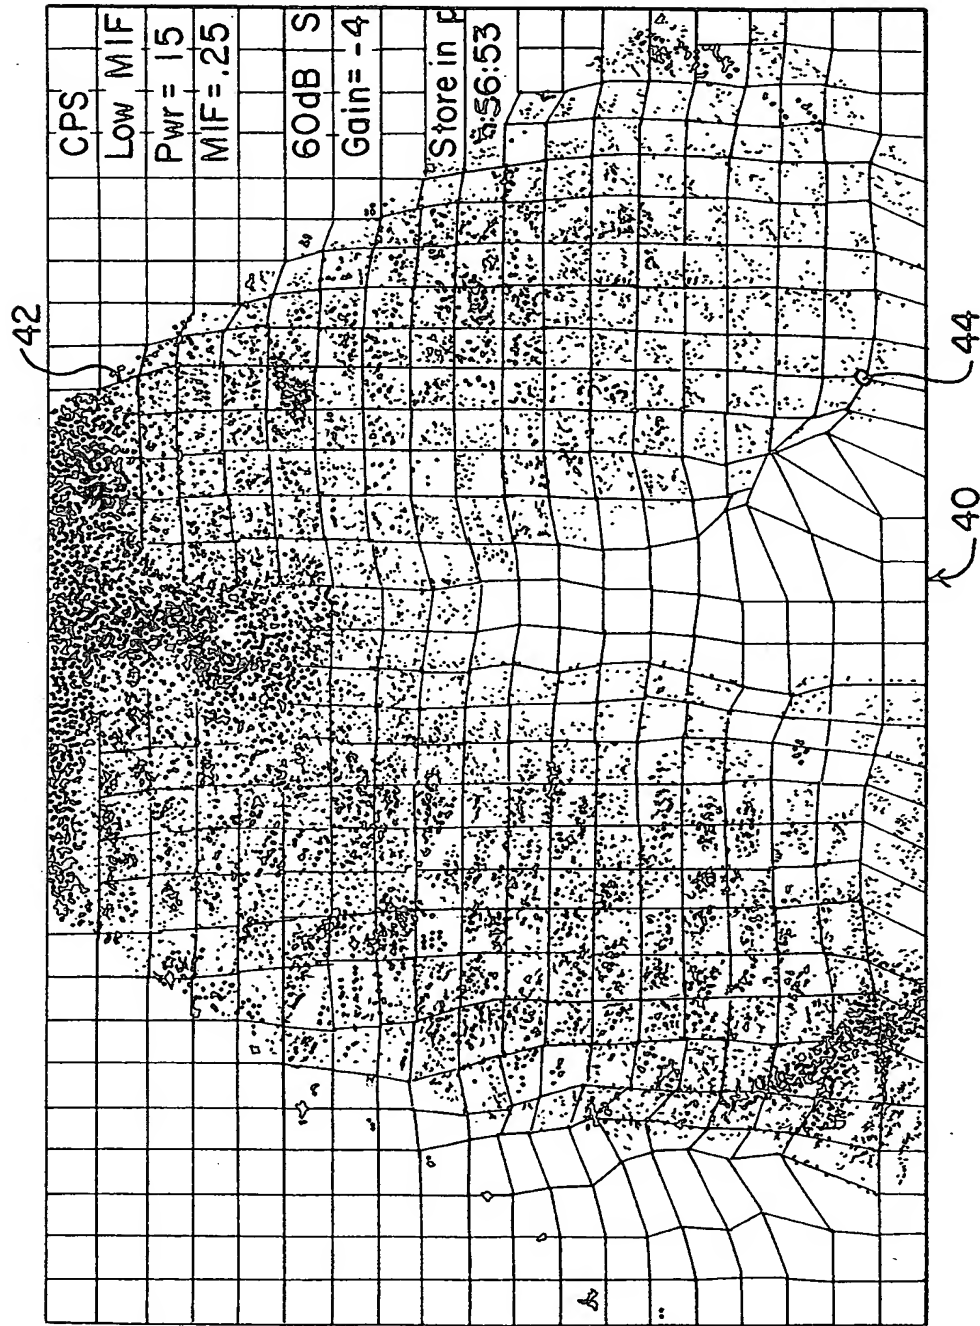 CPS
Low MIF
Pwr = 15
MIF = .25
60dB S
Gain = -4
Store in p
:56:53
42
44
40